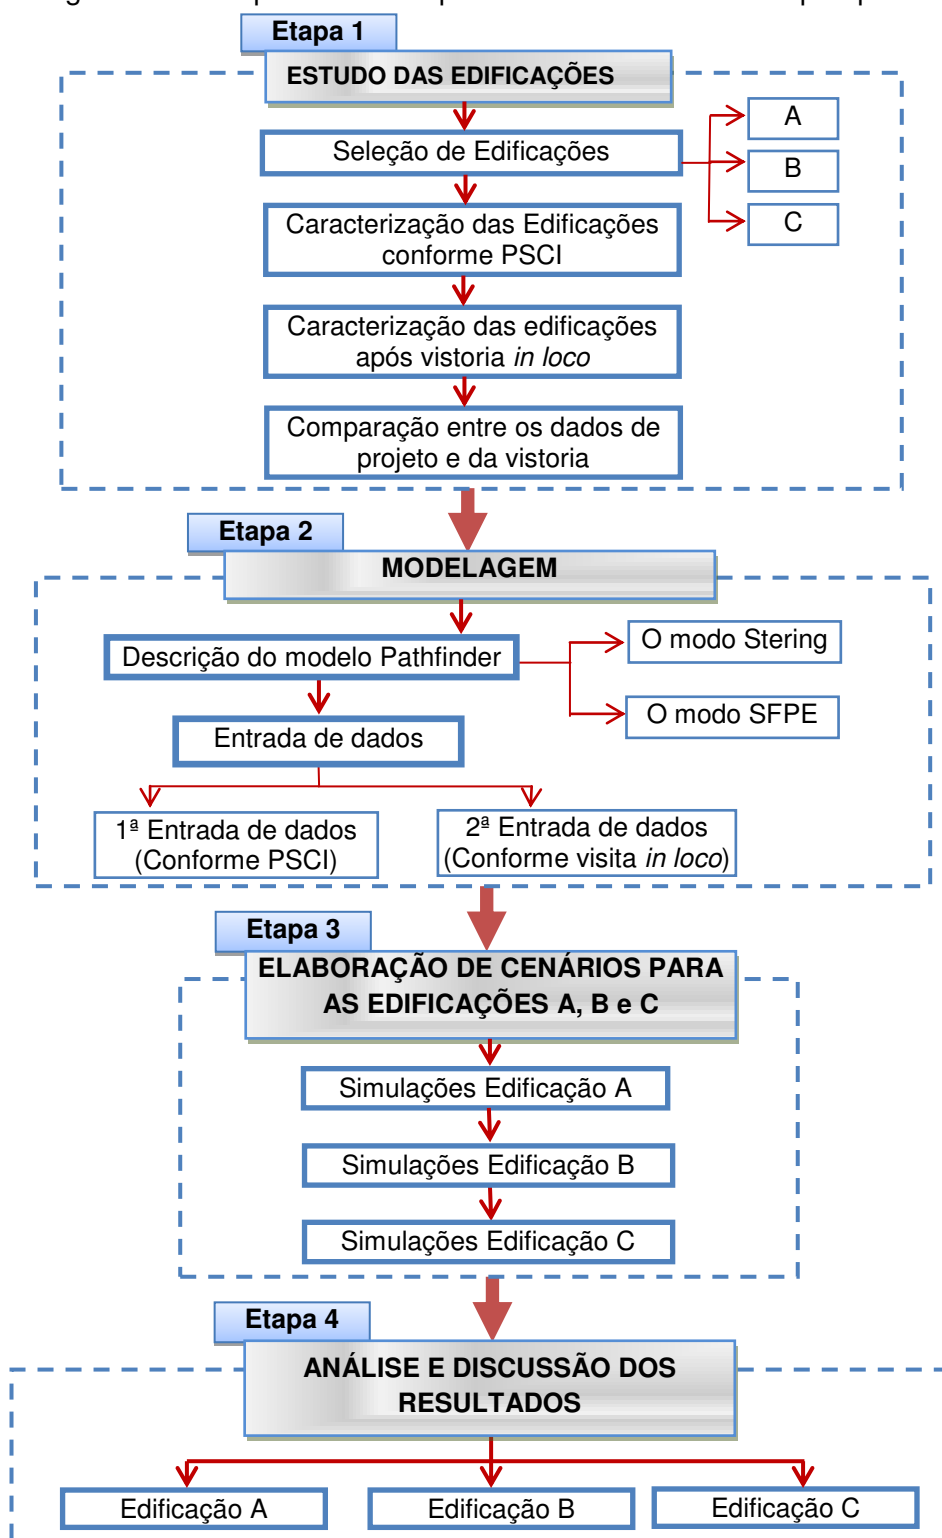 Etapa 1
ESTUDO DAS EDIFICAÇÕES
Seleção de Edificações
A
B
C
Caracterização das Edificações
conforme PSCI
Caracterização das edificações
após vistoria in loco
Comparação entre os dados de
projeto e da vistoria
Etapa 2
MODELAGEM
Descrição do modelo Pathfinder
O modo Stering
O modo SFPE
Entrada de dados
1ª Entrada de dados
(Conforme PSCI)
2ª Entrada de dados
(Conforme visita in loco)
Etapa 3
ELABORAÇÃO DE CENÁRIOS PARA
AS EDIFICAÇÕES A, B e C
Simulações Edificação A
Simulações Edificação B
Simulações Edificação C
Etapa 4
ANÁLISE E DISCUSSÃO DOS
RESULTADOS
Edificação A
Edificação B
Edificação C